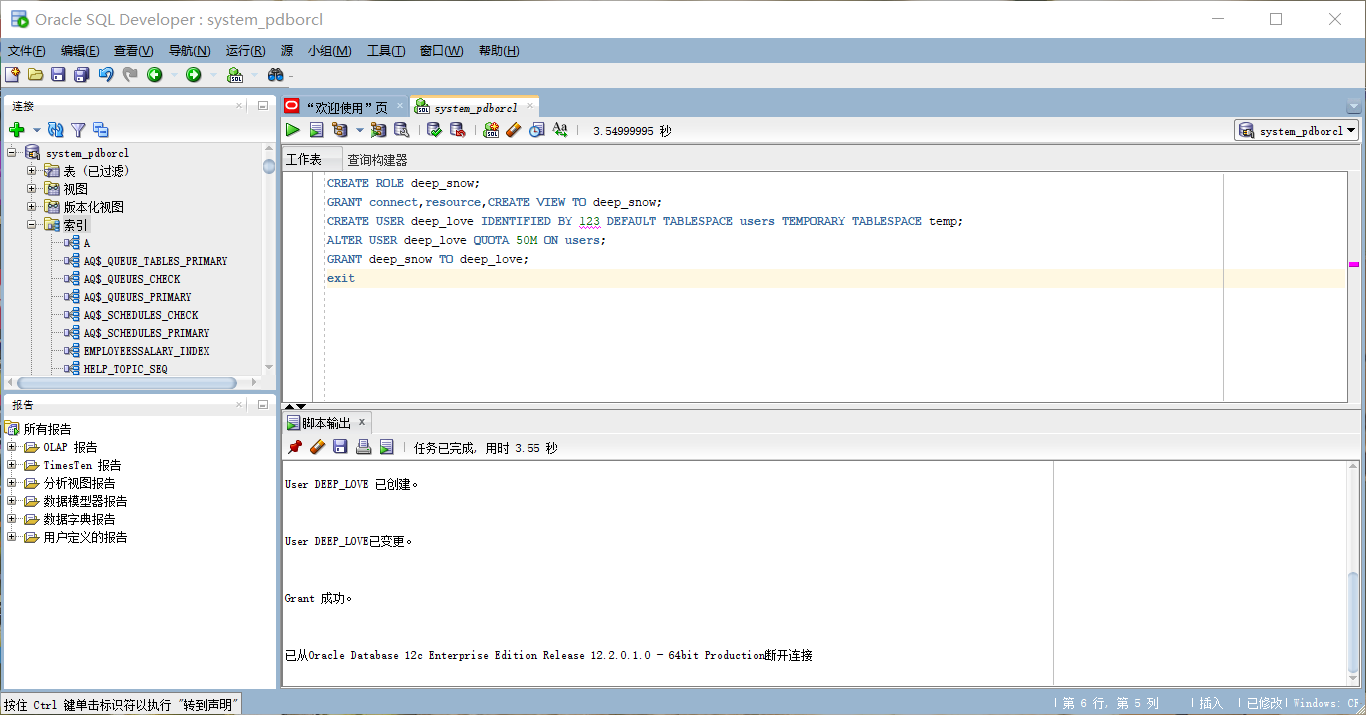 Oracle SQL Developer : system_pdborcl
文件(F) 编辑(E) 查看(V) 导航(N) 运行(R) 源 小组(M) 工具(T) 窗口(W) 帮助(H)
连接
system_pdborcl
表 (已过滤)
视图
版本化视图
索引
A
AQ$_QUEUE_TABLES_PRIMARY
AQ$_QUEUES_CHECK
AQ$_QUEUES_PRIMARY
AQ$_SCHEDULES_CHECK
AQ$_SCHEDULES_PRIMARY
EMPLOYEESSALARY_INDEX
HELP_TOPIC_SEQ
报告
所有报告
OLAP 报告
TimesTen 报告
分析视图报告
数据模型器报告
数据字典报告
用户定义的报告
“欢迎使用”页 system_pdborcl
3.54999995 秒 system_pdborcl
工作表 查询构建器
CREATE ROLE deep_snow;
GRANT connect,resource,CREATE VIEW TO deep_snow;
CREATE USER deep_love IDENTIFIED BY 123 DEFAULT TABLESPACE users TEMPORARY TABLESPACE temp;
ALTER USER deep_love QUOTA 50M ON users;
GRANT deep_snow TO deep_love;
exit
脚本输出
任务已完成, 用时 3.55 秒
User DEEP_LOVE 已创建。
User DEEP_LOVE已变更。
Grant 成功。
已从Oracle Database 12c Enterprise Edition Release 12.2.0.1.0 - 64bit Production断开连接
按住 Ctrl 键单击标识符以执行 "转到声明"
第 6 行, 第 5 列 插入 已修改 Windows: CF